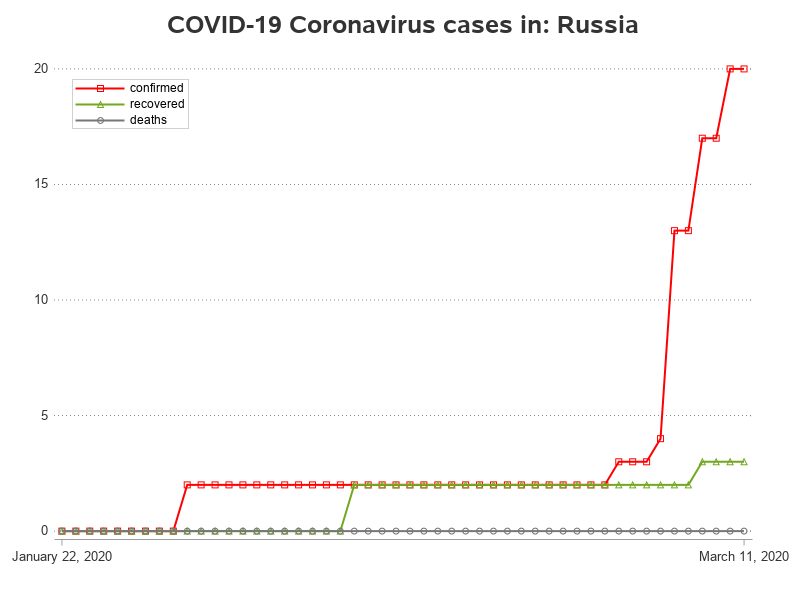 COVID-19 Coronavirus cases in: Russia
20
confirmed
recovered
deaths
15
10
5
0
January 22, 2020
March 11, 2020